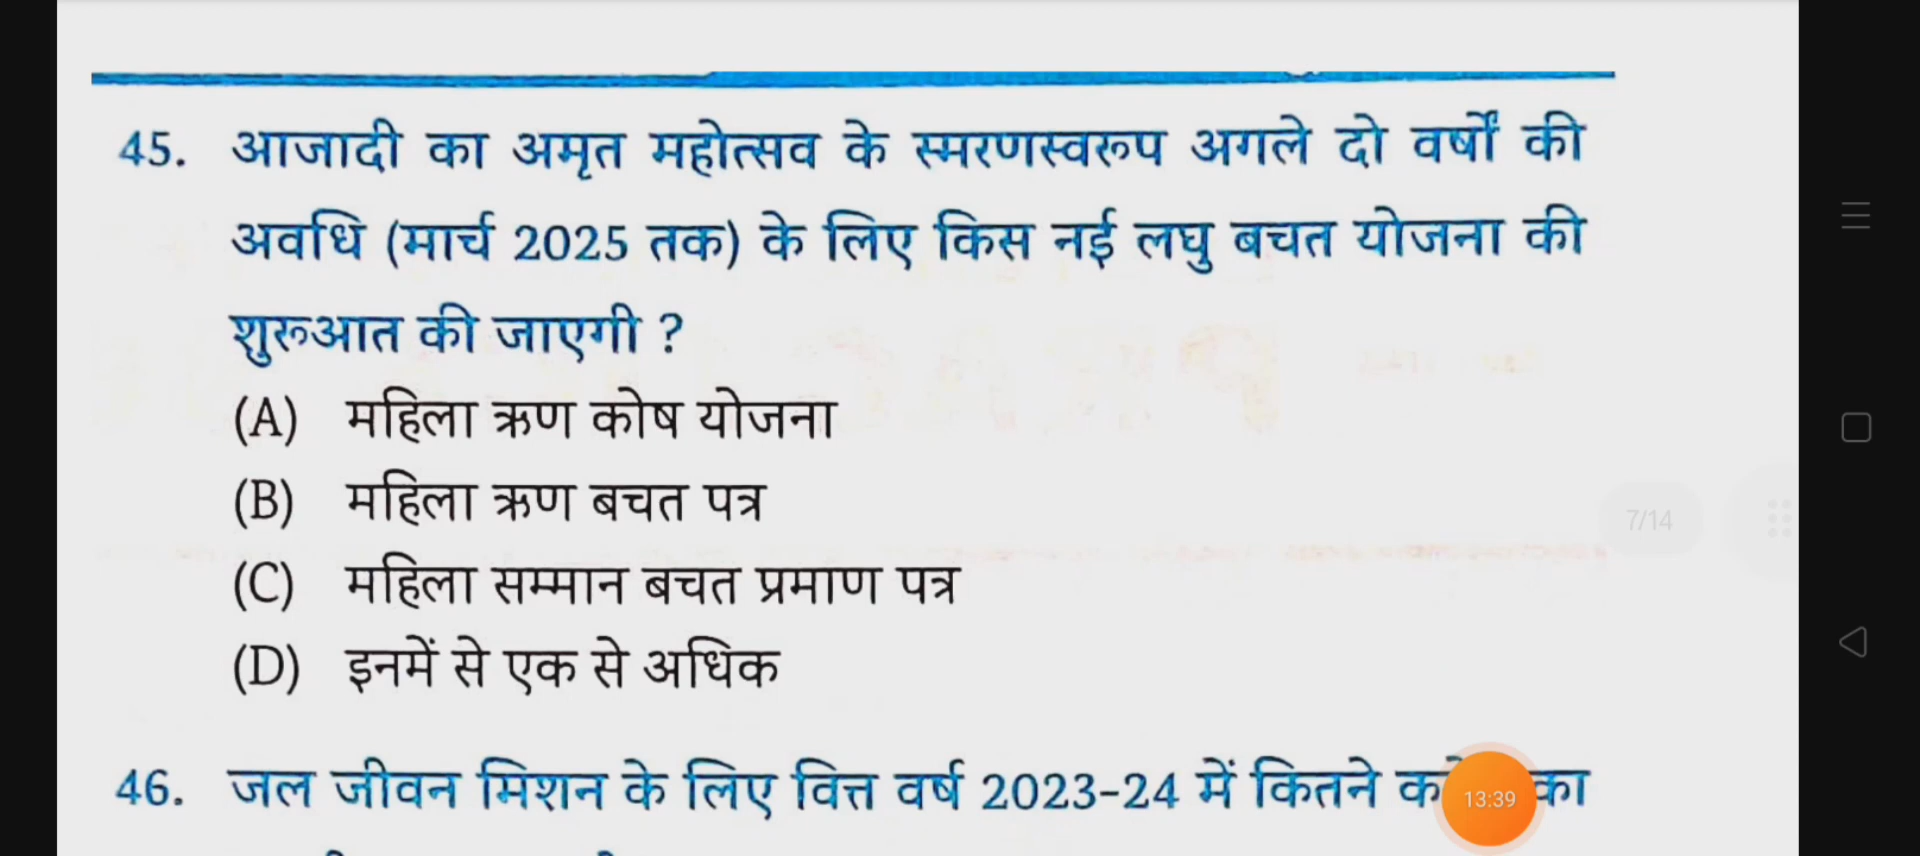 45. आजादी का अमृत महोत्सव के स्मरणस्वरूप अगले दो वर्षों की
अवधि (मार्च 2025 तक) के लिए किस नई लघु बचत योजना की
शुरूआत की जाएगी ?
(A) महिला ऋण कोष योजना
(B) महिला ऋण बचत पत्र
(C) महिला सम्मान बचत प्रमाण पत्र
(D) इनमें से एक से अधिक
7/14
46. जल जीवन मिशन के लिए वित्त वर्ष 2023-24 में कितने का
13:39